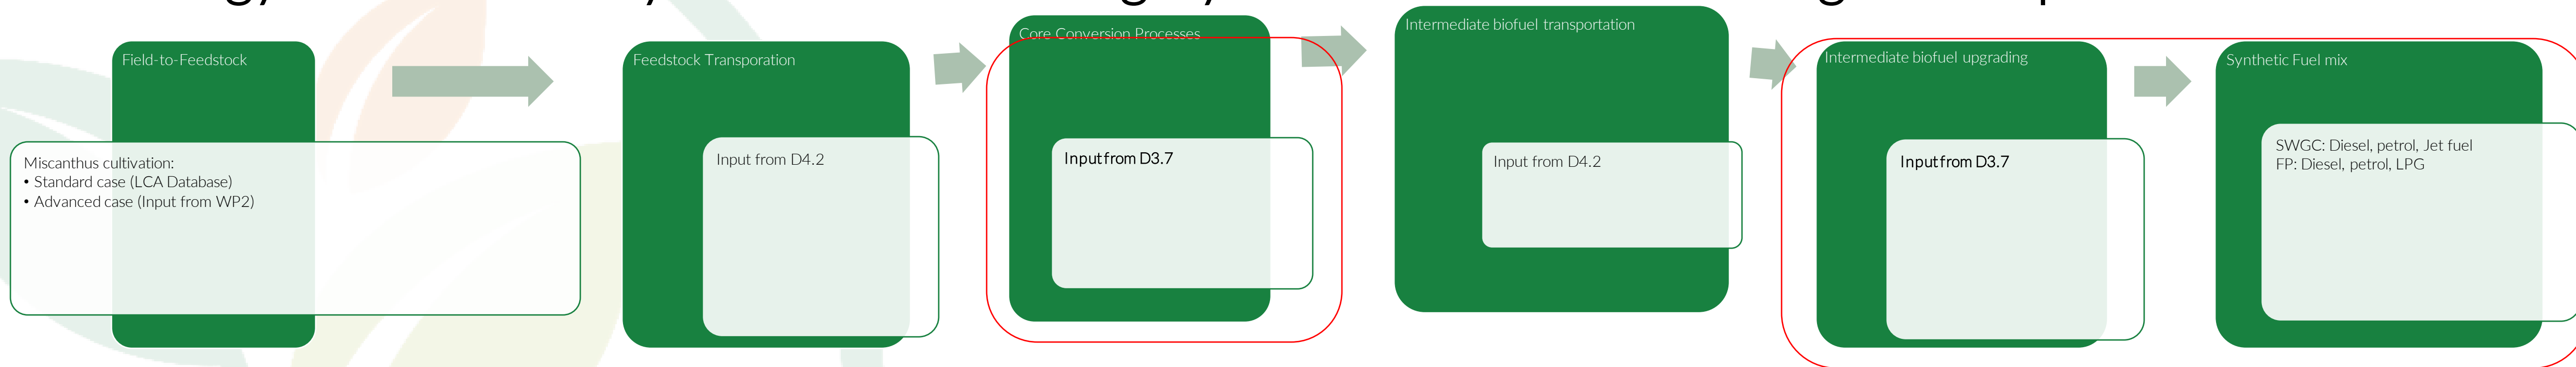 Field-to-Feedstock
Miscanthus cultivation:
• Standard case (LCA Database)
• Advanced case (Input from WP2)
Feedstock Transporation
Input from D4.2
Core Conversion Processes
Input from D3.7
Intermediate biofuel transportation
Input from D4.2
Intermediate biofuel upgrading
Input from D3.7
Synthetic Fuel mix
SWGC: Diesel, petrol, Jet fuel
FP: Diesel, petrol, LPG